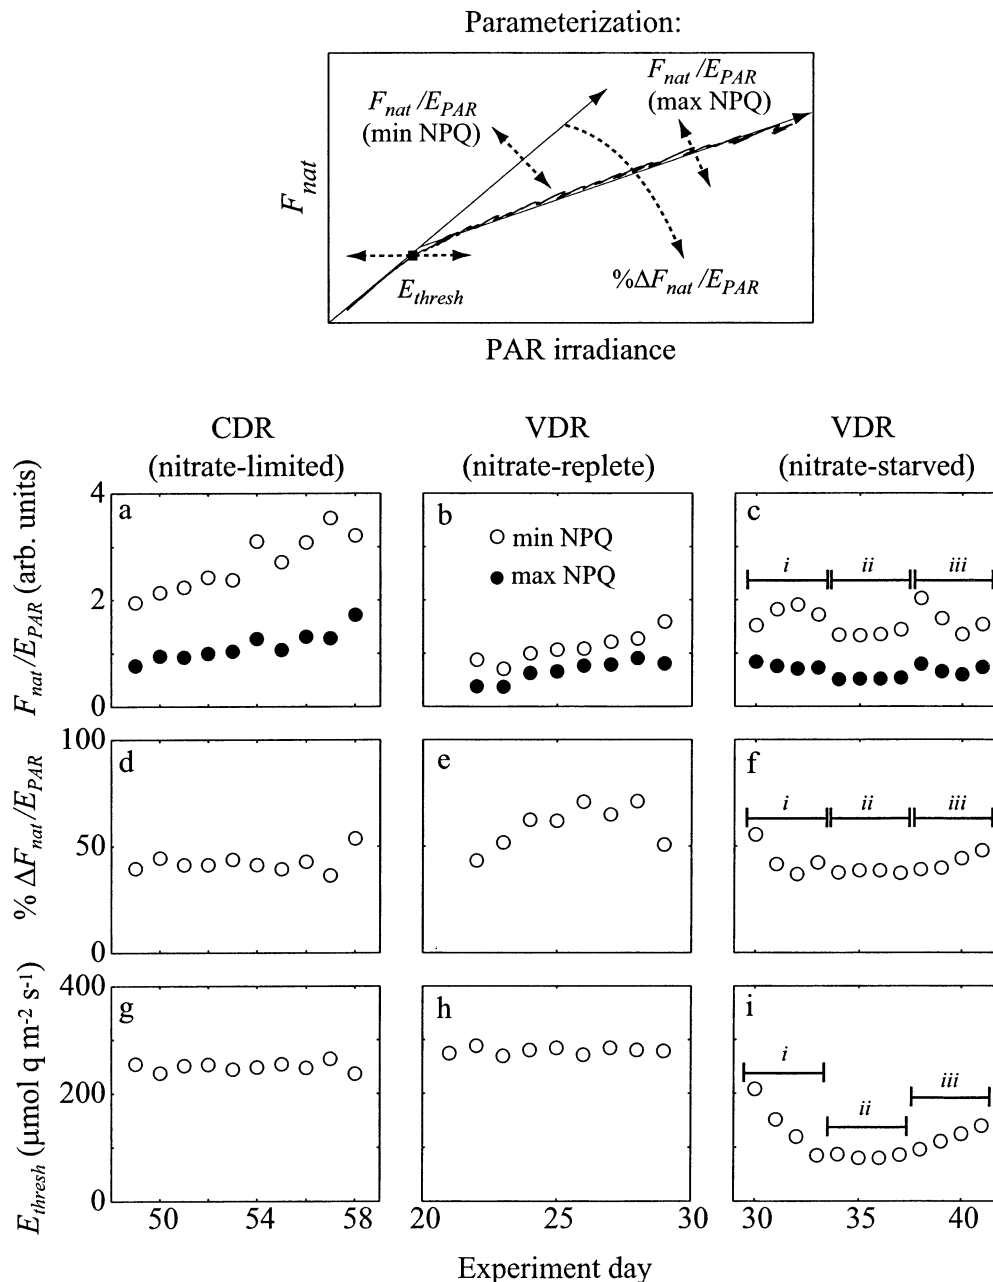 Parameterization:
F_nat /E_PAR
(min NPQ)
F_nat /E_PAR
(max NPQ)
F_nat
E_thresh
%ΔF_nat /E_PAR
PAR irradiance
CDR
(nitrate-limited)
VDR
(nitrate-replete)
VDR
(nitrate-starved)
F_nat /E_PAR (arb. units)
4
2
0
a
b
min NPQ
max NPQ
c
i
ii
iii
% ΔF_nat /E_PAR
100
50
0
d
e
f
i
ii
iii
E_thresh (μmol q m-2 s-1)
400
200
0
g
h
i
i
ii
iii
50
54
58
20
25
30
30
35
40
Experiment day